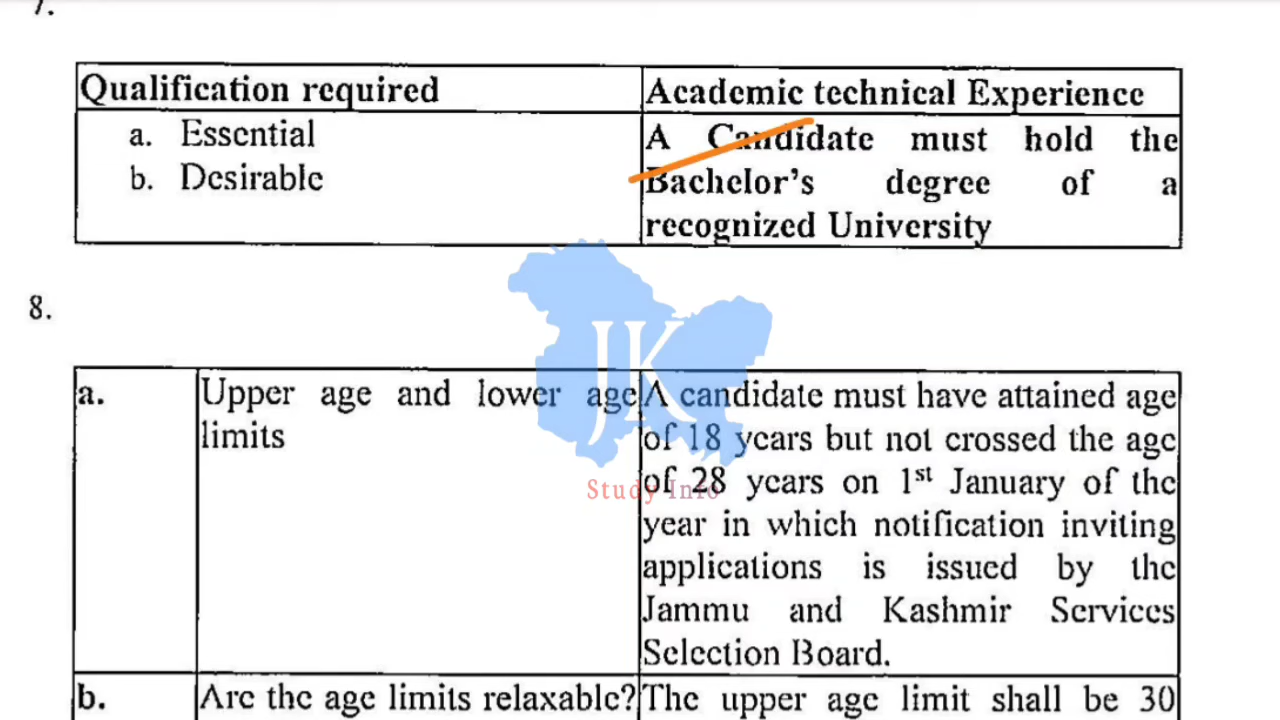 7.
Qualification required
Academic technical Experience
a. Essential
b. Desirable
A Candidate must hold the
Bachelor's degree of a
recognized University
8.
a.
Upper age and lower age
limits
A candidate must have attained age
of 18 years but not crossed the age
of 28 years on 1st January of the
year in which notification inviting
applications is issued by the
Jammu and Kashmir Services
Selection Board.
b.
Are the age limits relaxable?
The upper age limit shall be 30
JK
Study Info